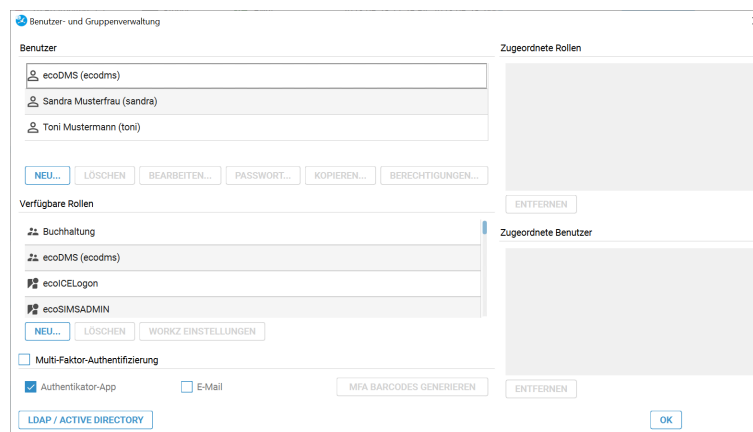 Benutzer- und Gruppenverwaltung
Benutzer
ecoDMS (ecodms)
Sandra Musterfrau (sandra)
Toni Mustermann (toni)
NEU... LÖSCHEN BEARBEITEN... PASSWORT... KOPIEREN... BERECHTIGUNGEN...
Verfügbare Rollen
Buchhaltung
ecoDMS (ecodms)
ecoICELogon
ecoSIMSADMIN
NEU... LÖSCHEN WORKZ EINSTELLUNGEN
Multi-Faktor-Authentifizierung
Authentikator-App E-Mail MFA BARCODES GENERIEREN
LDAP / ACTIVE DIRECTORY
Zugeordnete Rollen
ENTFERNEN
Zugeordnete Benutzer
ENTFERNEN
OK